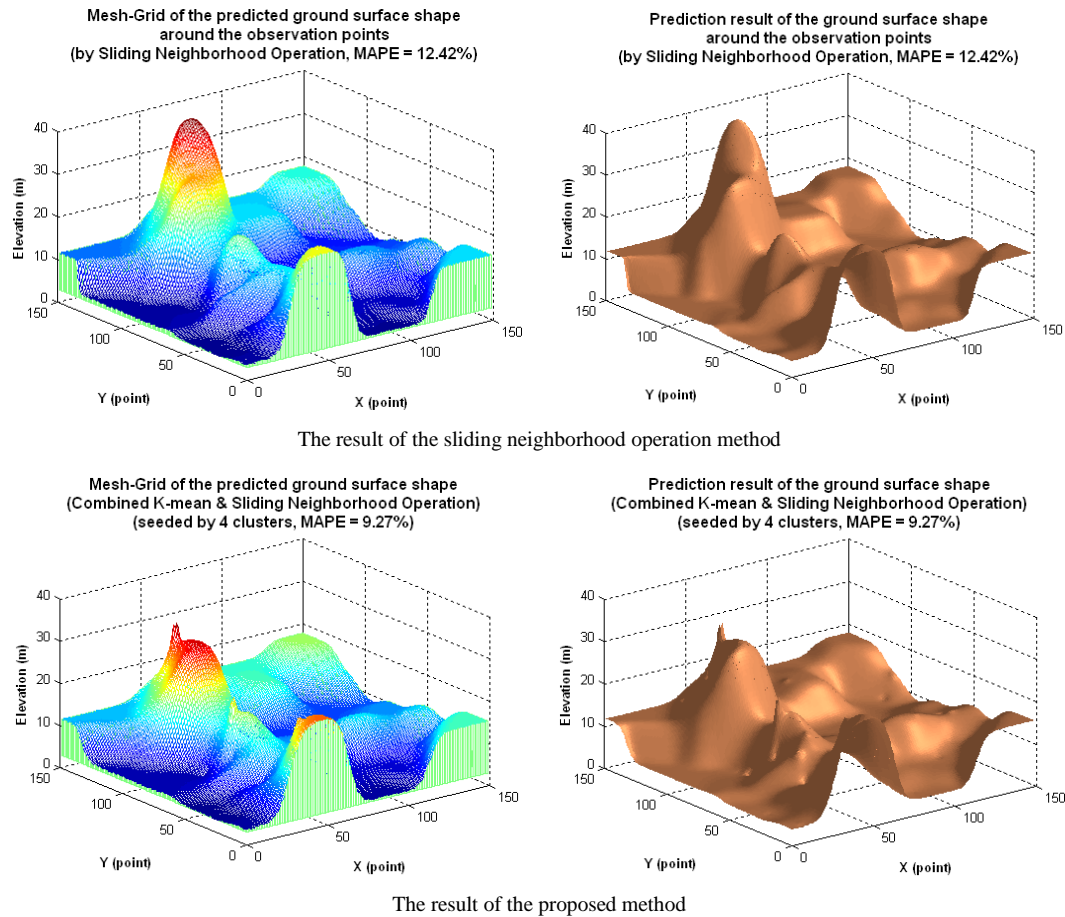 Mesh-Grid of the predicted ground surface shape
around the observation points
(by Sliding Neighborhood Operation, MAPE = 12.42%)
Elevation (m)
40
30
20
10
0
150
100
50
0
Y (point)
0
50
100
150
X (point)
Prediction result of the ground surface shape
around the observation points
(by Sliding Neighborhood Operation, MAPE = 12.42%)
Elevation (m)
40
30
20
10
0
150
100
50
0
Y (point)
0
50
100
150
X (point)
The result of the sliding neighborhood operation method
Mesh-Grid of the predicted ground surface shape
(Combined K-mean & Sliding Neighborhood Operation)
(seeded by 4 clusters, MAPE = 9.27%)
Elevation (m)
40
30
20
10
0
150
100
50
0
Y (point)
0
50
100
150
X (point)
Prediction result of the ground surface shape
(Combined K-mean & Sliding Neighborhood Operation)
(seeded by 4 clusters, MAPE = 9.27%)
Elevation (m)
40
30
20
10
0
150
100
50
0
Y (point)
0
50
100
150
X (point)
The result of the proposed method